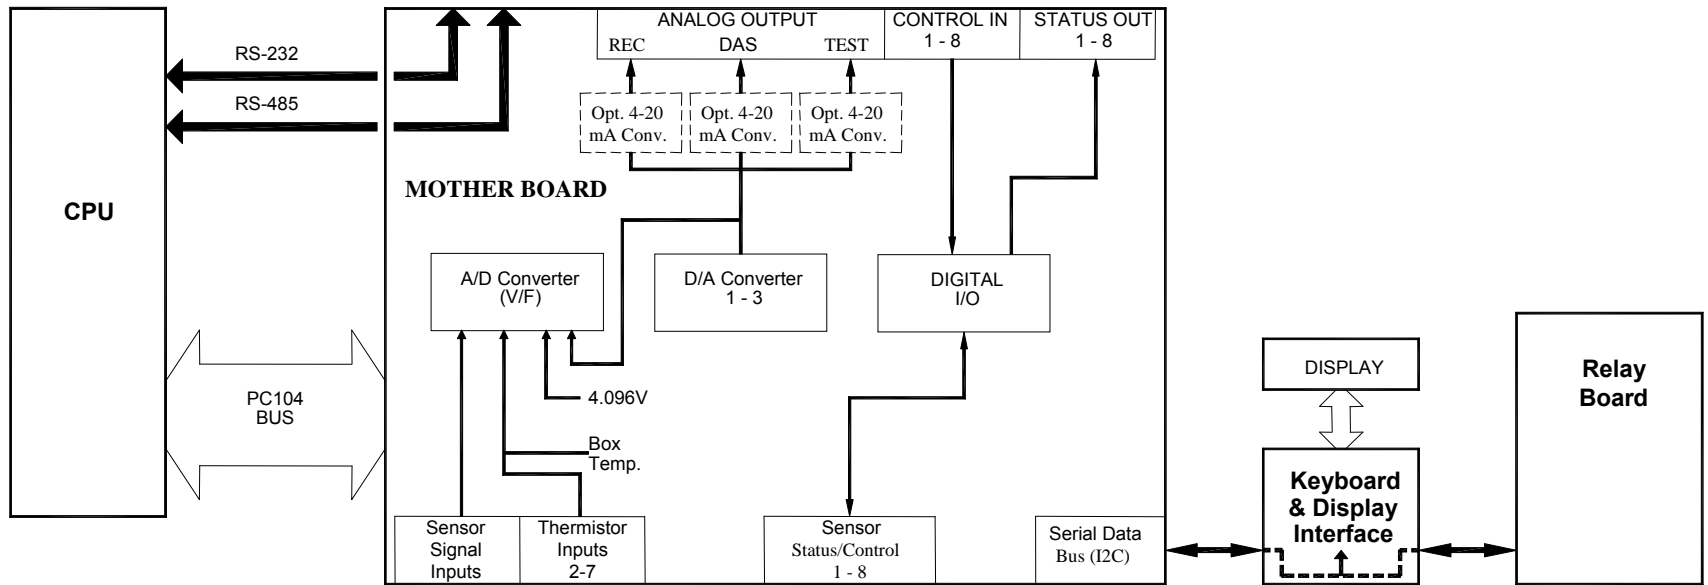 ANALOG OUTPUT
CONTROL IN
STATUS OUT
REC
DAS
TEST
1 - 8
1 - 8
RS-232
RS-485
Opt. 4-20
mA Conv.
Opt. 4-20
mA Conv.
Opt. 4-20
mA Conv.
MOTHER BOARD
CPU
A/D Converter
(V/F)
D/A Converter
1 - 3
DIGITAL
I/O
PC104
BUS
4.096V
Box
Temp.
DISPLAY
Relay
Board
Keyboard
& Display
Interface
Sensor
Signal
Inputs
Thermistor
Inputs
2-7
Sensor
Status/Control
1 - 8
Serial Data
Bus (I2C)